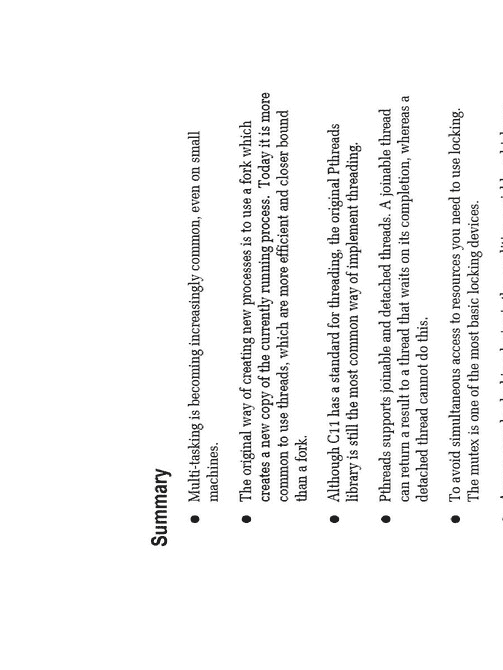 Summary
● Multi-tasking is becoming increasingly common, even on small
machines.
● The original way of creating new processes is to use a fork which
creates a new copy of the currently running process. Today it is more
common to use threads, which are more efficient and closer bound
than a fork.
● Although C11 has a standard for threading, the original Pthreads
library is still the most common way of implement threading.
● Pthreads supports joinable and detached threads. A joinable thread
can return a result to a thread that waits on its completion, whereas a
detached thread cannot do this.
● To avoid simultaneous access to resources you need to use locking.
The mutex is one of the most basic locking devices.